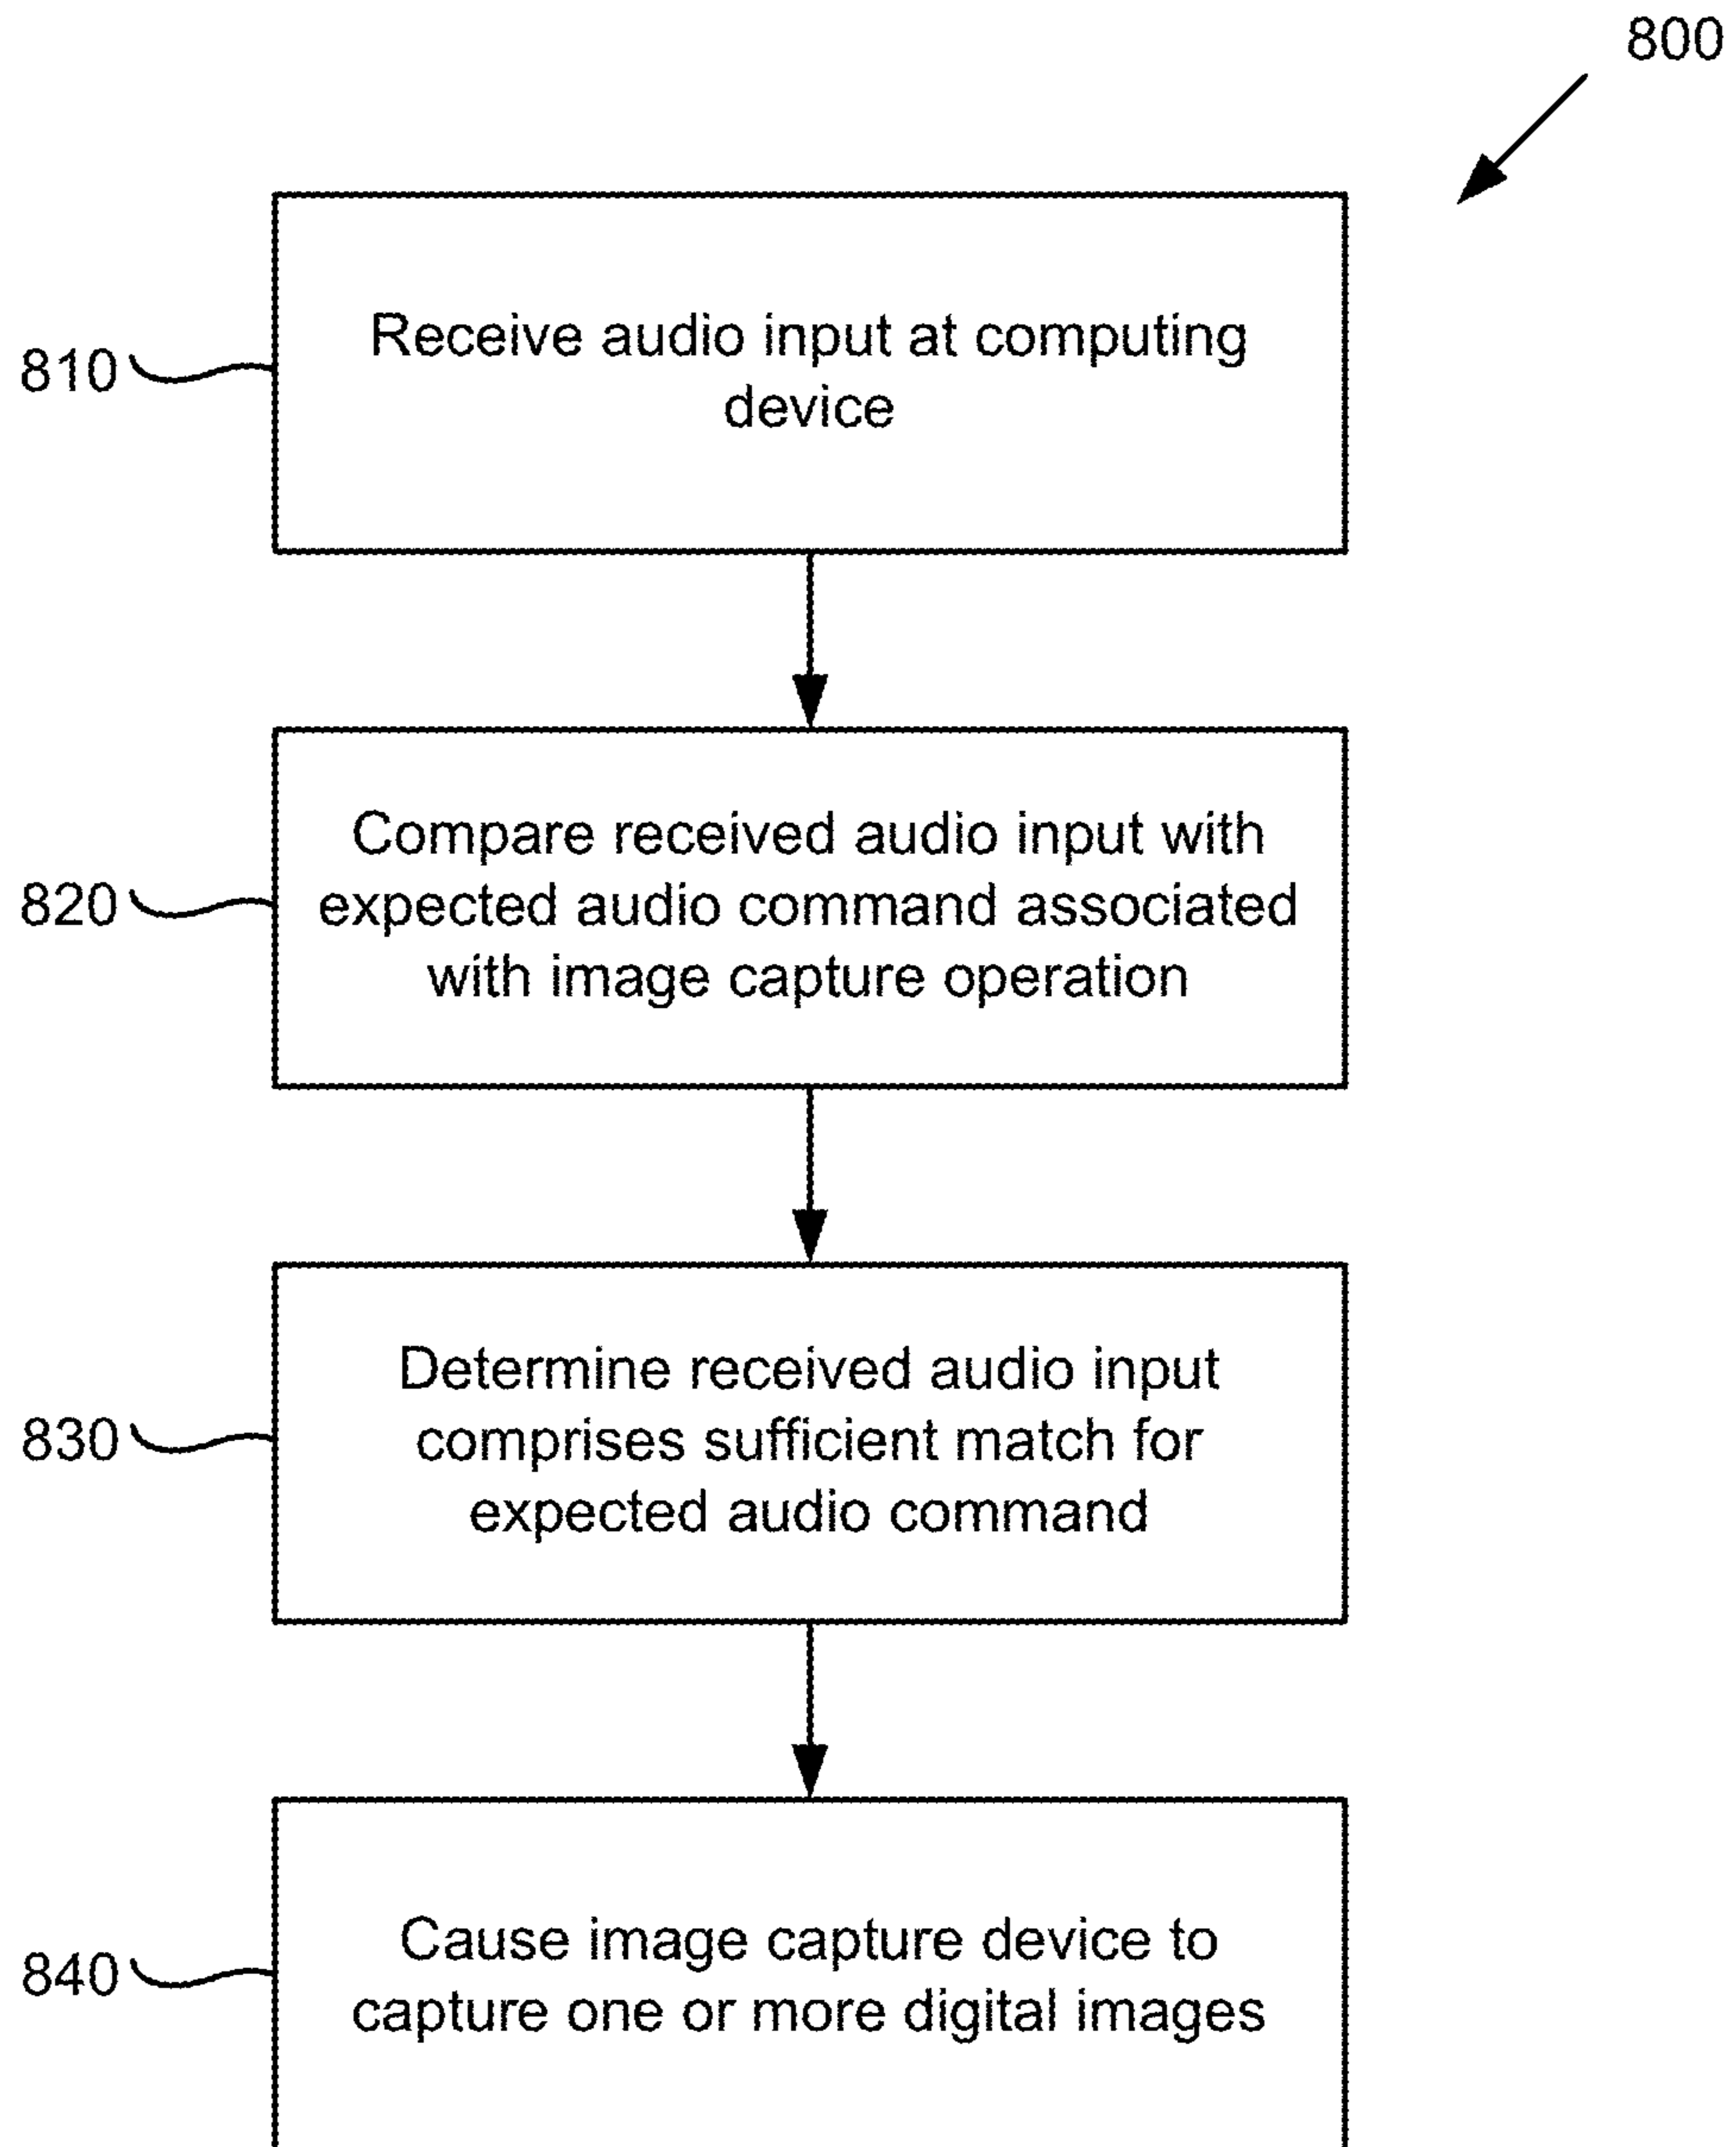 800
810
Receive audio input at computing
device
820
Compare received audio input with
expected audio command associated
with image capture operation
830
Determine received audio input
comprises sufficient match for
expected audio command
840
Cause image capture device to
capture one or more digital images